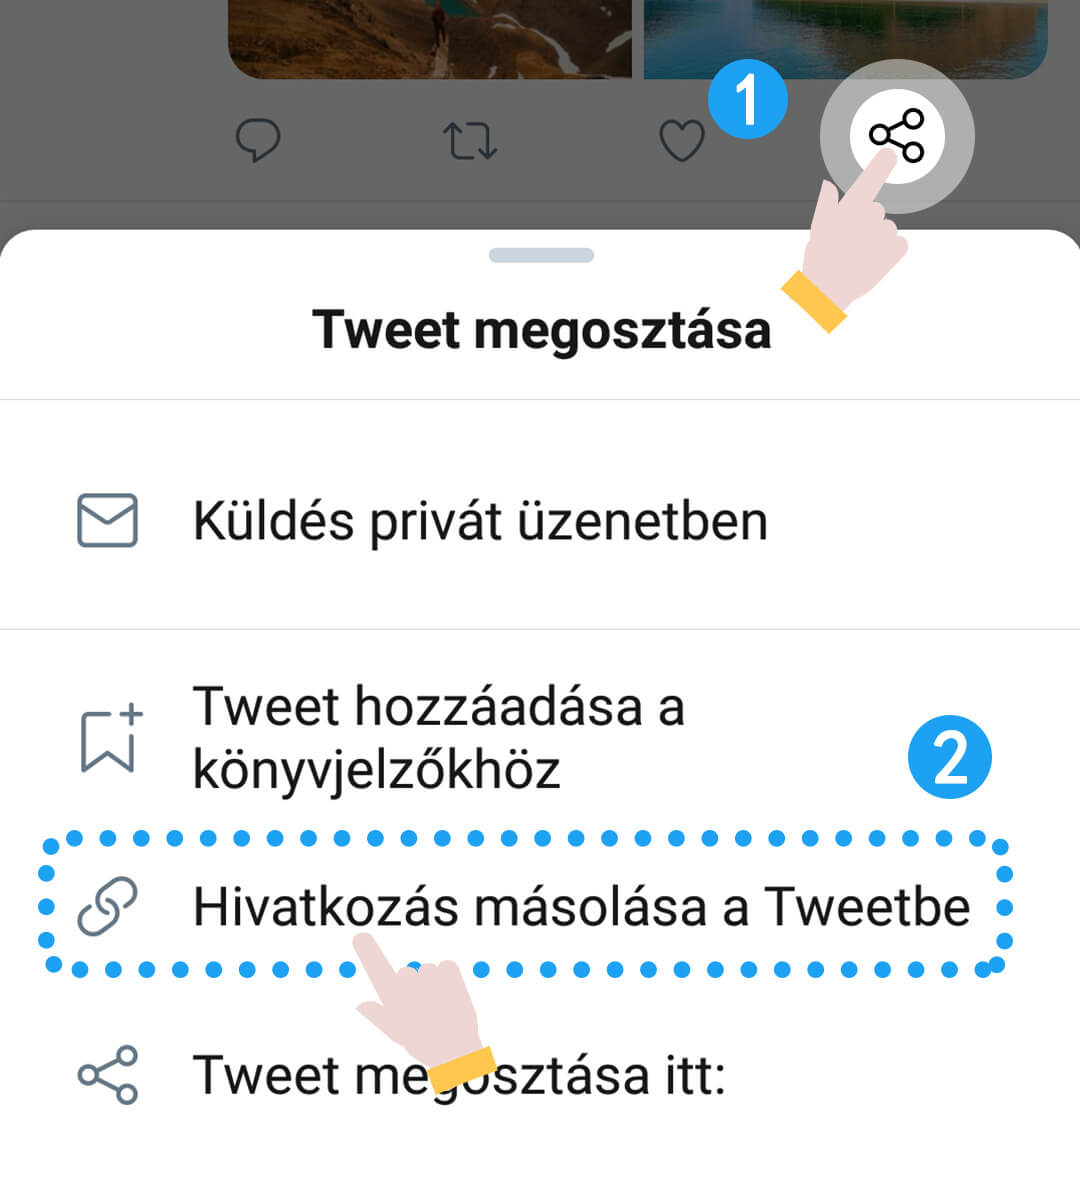 1
Tweet megosztása
Küldés privát üzenetben
Tweet hozzáadása a
könyvjelzőkhöz
2
Hivatkozás másolása a Tweetbe
Tweet megosztása itt: